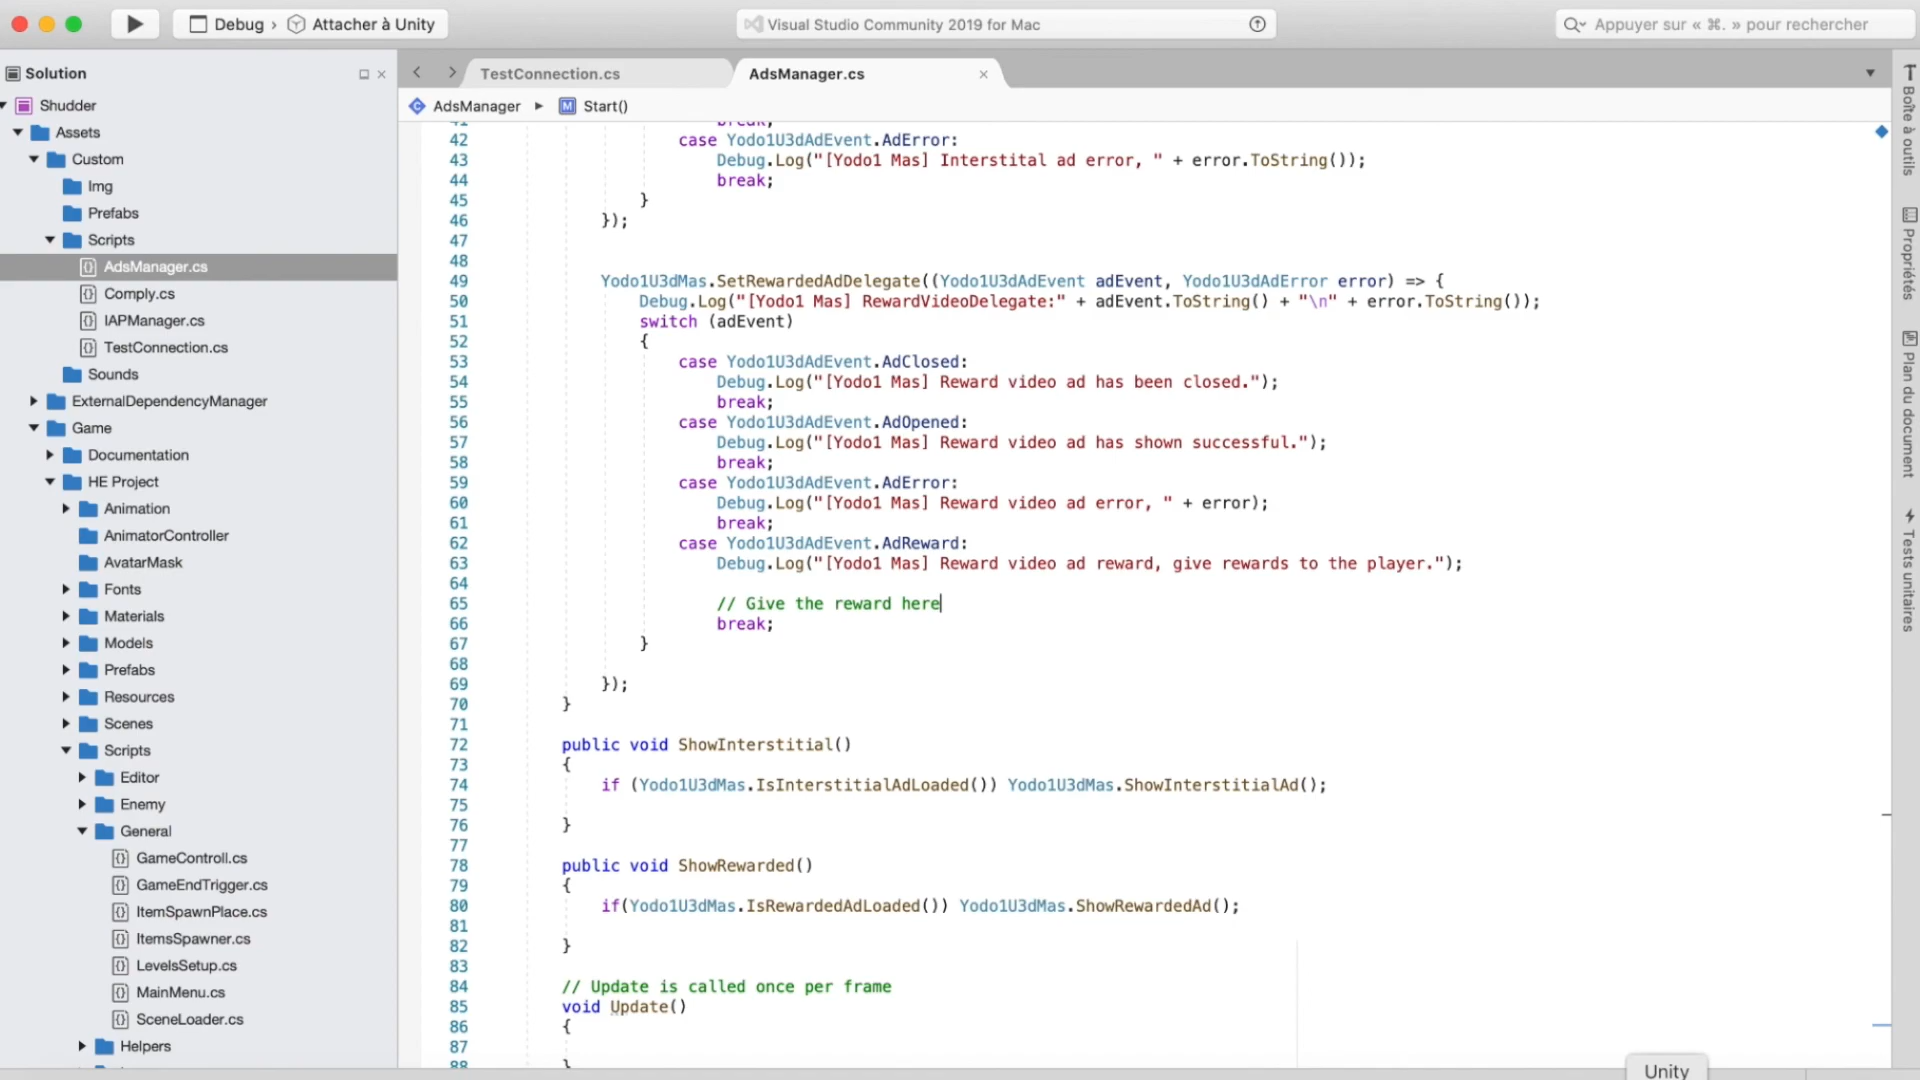 Debug › Attacher à Unity
Visual Studio Community 2019 for Mac
Appuyer sur « ⌘. » pour rechercher
Solution
Shudder
Assets
Custom
Img
Prefabs
Scripts
AdsManager.cs
Comply.cs
IAPManager.cs
TestConnection.cs
Sounds
ExternalDependencyManager
Game
Documentation
HE Project
Animation
AnimatorController
AvatarMask
Fonts
Materials
Models
Prefabs
Resources
Scenes
Scripts
Editor
Enemy
General
GameControll.cs
GameEndTrigger.cs
ItemSpawnPlace.cs
ItemsSpawner.cs
LevelsSetup.cs
MainMenu.cs
SceneLoader.cs
Helpers
TestConnection.cs
AdsManager.cs
AdsManager ▸ M Start()
41 break;
42 case Yodo1U3dAdEvent.AdError:
43 Debug.Log("[Yodo1 Mas] Interstital ad error, " + error.ToString());
44 break;
45 }
46 });
47
48
49 Yodo1U3dMas.SetRewardedAdDelegate((Yodo1U3dAdEvent adEvent, Yodo1U3dAdError error) => {
50 Debug.Log("[Yodo1 Mas] RewardVideoDelegate:" + adEvent.ToString() + "\n" + error.ToString());
51 switch (adEvent)
52 {
53 case Yodo1U3dAdEvent.AdClosed:
54 Debug.Log("[Yodo1 Mas] Reward video ad has been closed.");
55 break;
56 case Yodo1U3dAdEvent.AdOpened:
57 Debug.Log("[Yodo1 Mas] Reward video ad has shown successful.");
58 break;
59 case Yodo1U3dAdEvent.AdError:
60 Debug.Log("[Yodo1 Mas] Reward video ad error, " + error);
61 break;
62 case Yodo1U3dAdEvent.AdReward:
63 Debug.Log("[Yodo1 Mas] Reward video ad reward, give rewards to the player.");
64
65 // Give the reward here
66 break;
67 }
68
69 });
70 }
71
72 public void ShowInterstitial()
73 {
74 if (Yodo1U3dMas.IsInterstitialAdLoaded()) Yodo1U3dMas.ShowInterstitialAd();
75
76 }
77
78 public void ShowRewarded()
79 {
80 if(Yodo1U3dMas.IsRewardedAdLoaded()) Yodo1U3dMas.ShowRewardedAd();
81
82 }
83
84 // Update is called once per frame
85 void Update()
86 {
87
88 }
Boîte à outils
Propriétés
Plan du document
Tests unitaires
Unity